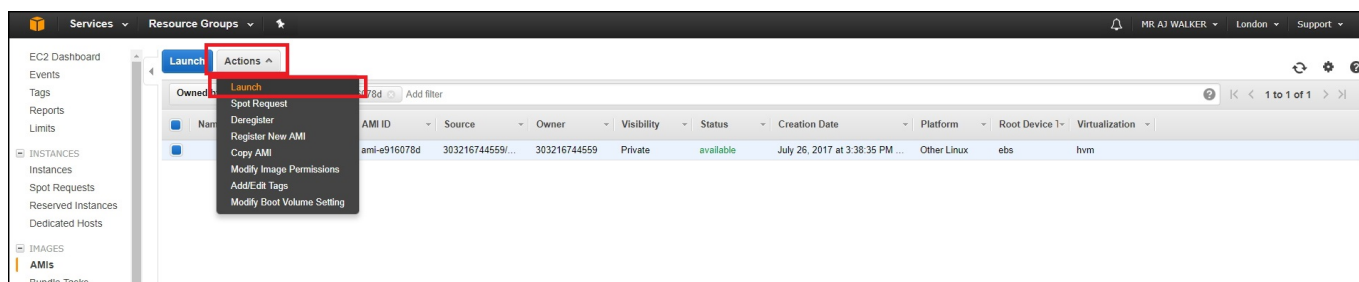 Services Resource Groups MR AJ WALKER London Support
EC2 Dashboard
Events
Tags
Reports
Limits
INSTANCES
Instances
Spot Requests
Reserved Instances
Dedicated Hosts
IMAGES
AMIs
Launch Actions
Launch
Spot Request
Deregister
Register New AMI
Copy AMI
Modify Image Permissions
Add/Edit Tags
Modify Boot Volume Setting
Add filter 1 to 1 of 1
AMI ID Source Owner Visibility Status Creation Date Platform Root Device Virtualization
ami-e916078d 303216744559/... 303216744559 Private available July 26, 2017 at 3:38:35 PM ... Other Linux ebs hvm